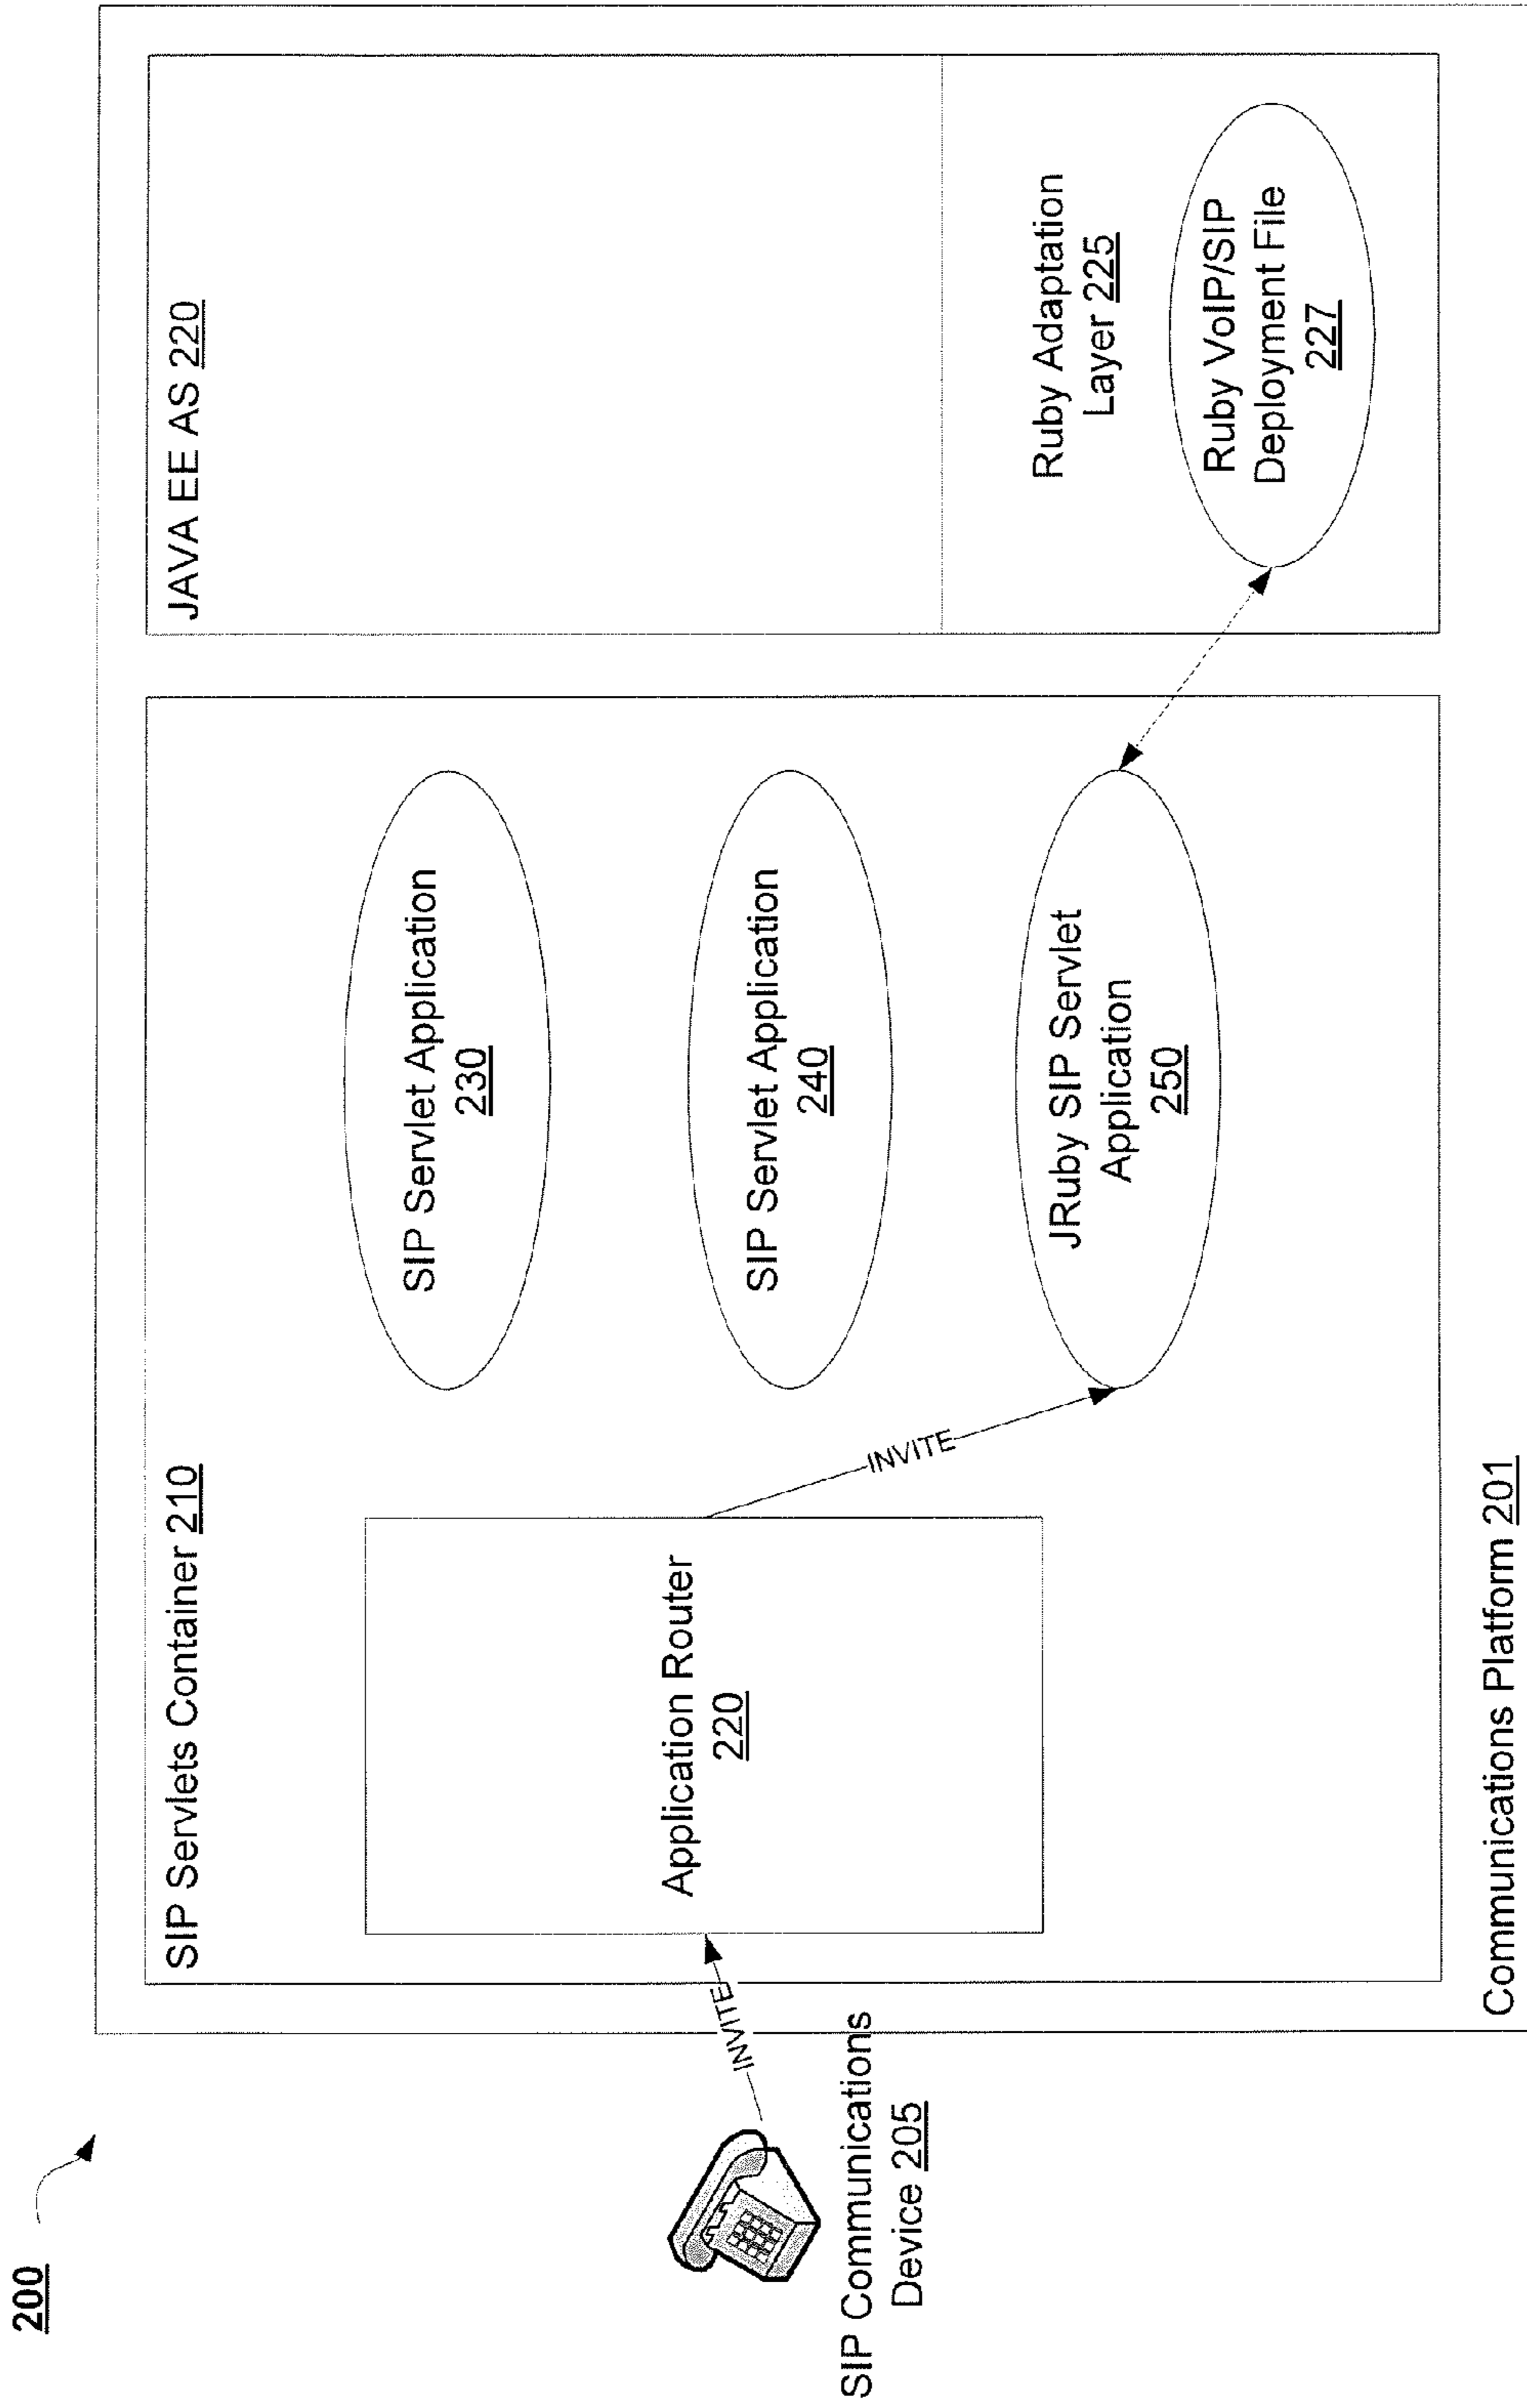 200
SIP Communications
Device 205
INVITE
Communications Platform 201
SIP Servlets Container 210
Application Router
220
INVITE
SIP Servlet Application
230
SIP Servlet Application
240
JRuby SIP Servlet
Application
250
JAVA EE AS 220
Ruby Adaptation
Layer 225
Ruby VoIP/SIP
Deployment File
227